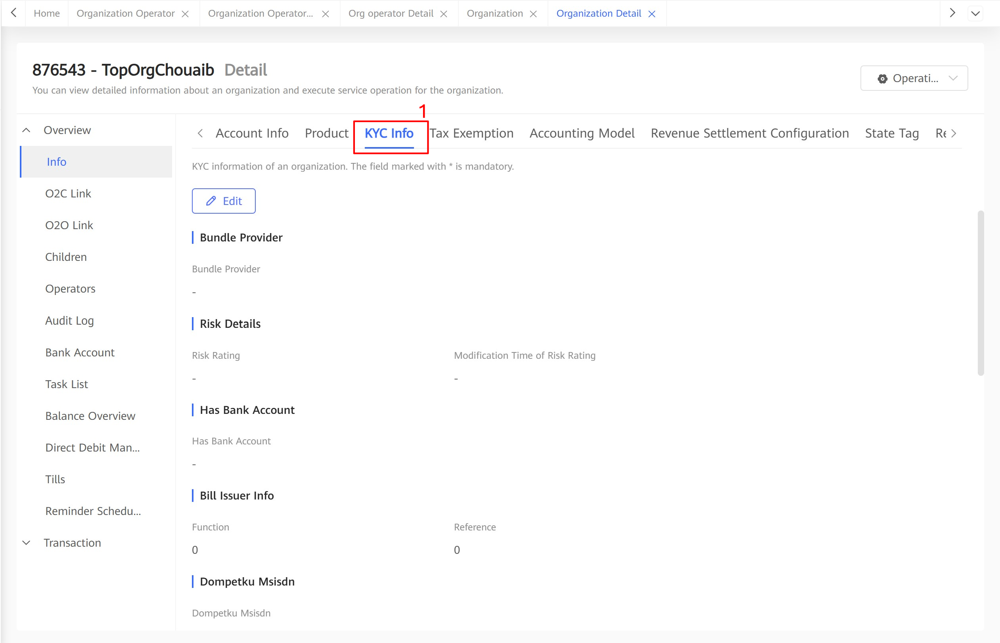 Home Organization Operator Organization Operator... Org operator Detail Organization Organization Detail
876543 - TopOrgChouaib Detail
Operati...
You can view detailed information about an organization and execute service operation for the organization.
1
Overview
Info
O2C Link
O2O Link
Children
Operators
Audit Log
Bank Account
Task List
Balance Overview
Direct Debit Man...
Tills
Reminder Schedu...
Transaction
Account Info Product KYC Info Tax Exemption Accounting Model Revenue Settlement Configuration State Tag Re
KYC information of an organization. The field marked with * is mandatory.
Edit
Bundle Provider
Bundle Provider
-
Risk Details
Risk Rating Modification Time of Risk Rating
- -
Has Bank Account
Has Bank Account
-
Bill Issuer Info
Function Reference
0 0
Dompetku Msisdn
Dompetku Msisdn